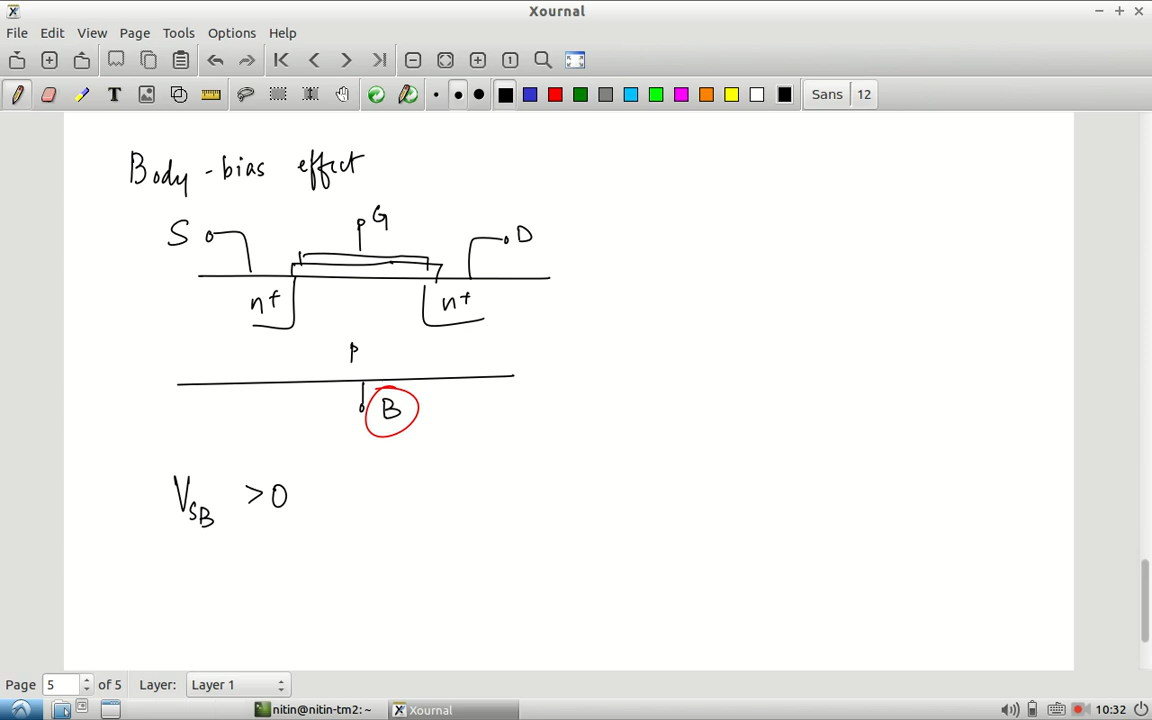 Xournal
File Edit View Page Tools Options Help
T Sans 12
Body-bias effect
S G D
n+ n+
p
B
V_SB > 0
Page 5 of 5 Layer: Layer 1
nitin@nitin-tm2: ~ Xournal 10:32